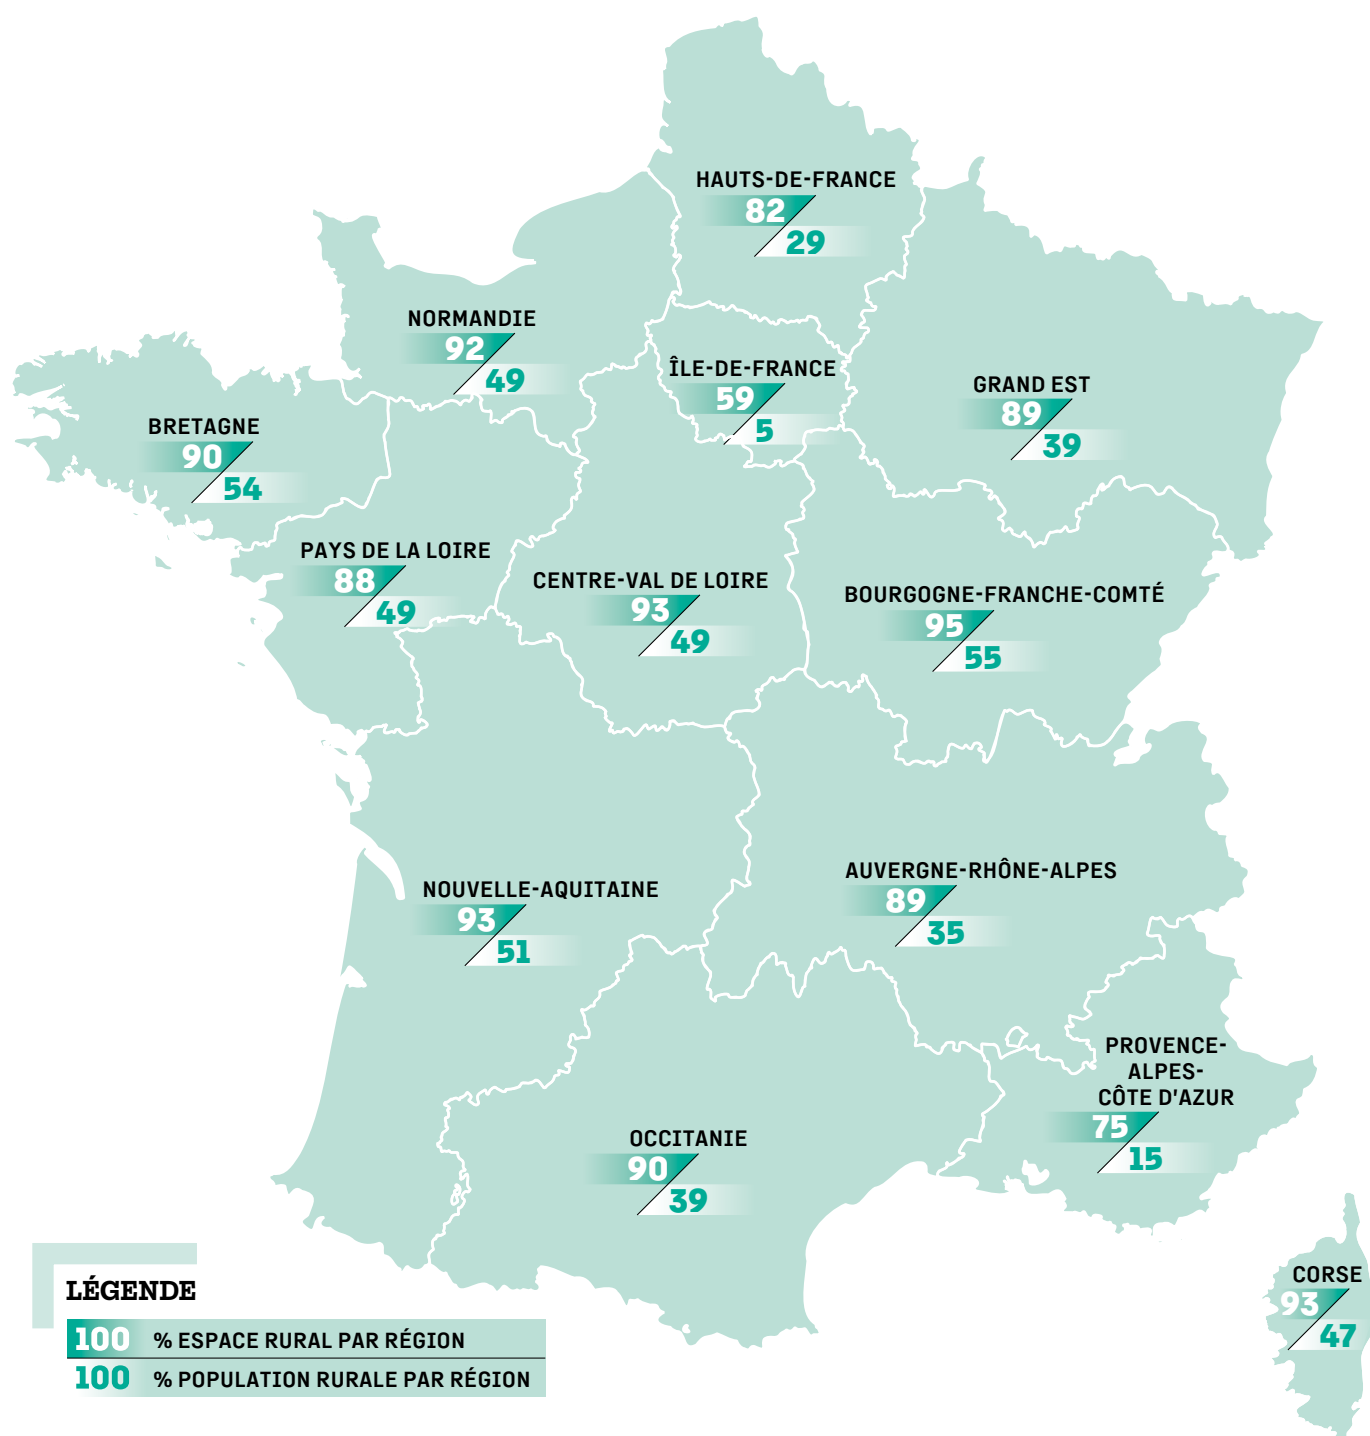 HAUTS-DE-FRANCE
82
29
NORMANDIE
92
49
ÎLE-DE-FRANCE
59
5
GRAND EST
89
39
BRETAGNE
90
54
PAYS DE LA LOIRE
88
49
CENTRE-VAL DE LOIRE
93
49
BOURGOGNE-FRANCHE-COMTÉ
95
55
NOUVELLE-AQUITAINE
93
51
AUVERGNE-RHÔNE-ALPES
89
35
PROVENCE-
ALPES-
CÔTE D'AZUR
75
15
OCCITANIE
90
39
CORSE
93
47
LÉGENDE
100 % ESPACE RURAL PAR RÉGION
100 % POPULATION RURALE PAR RÉGION